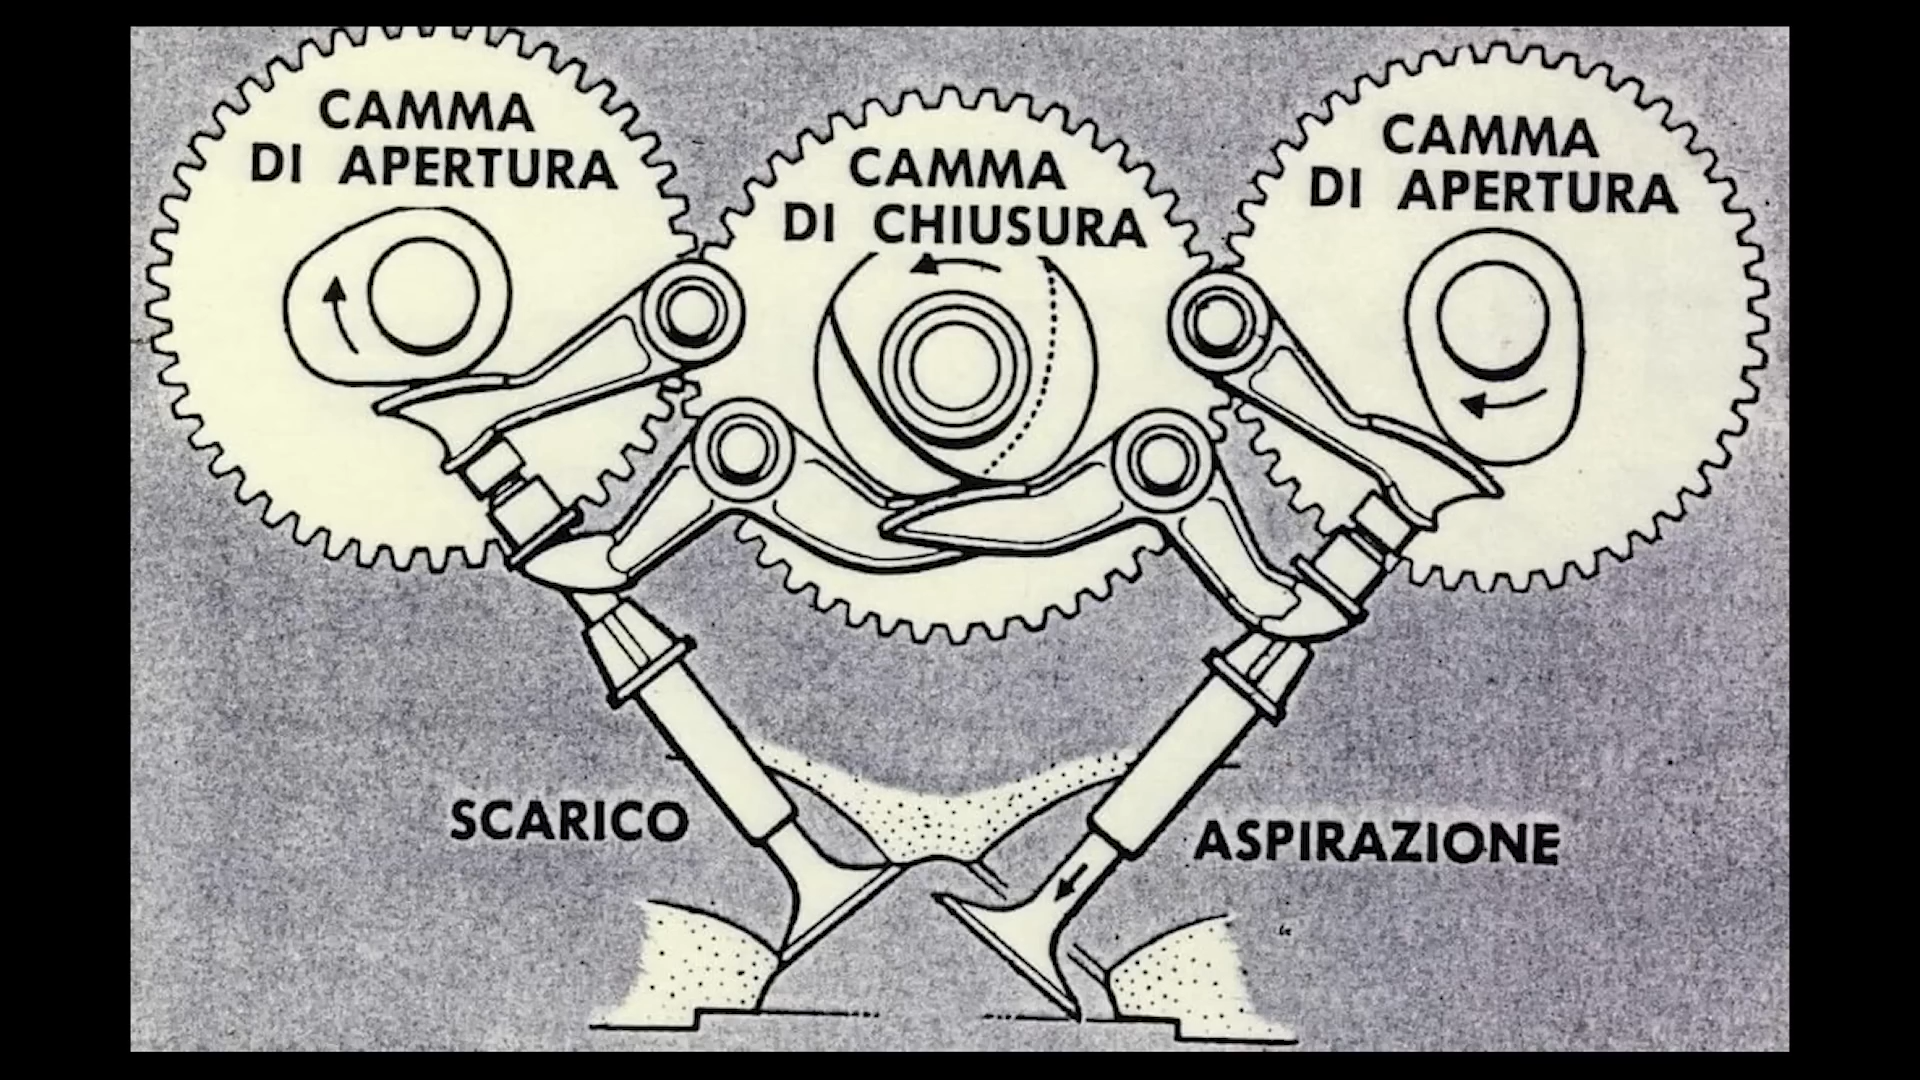 CAMMA
DI APERTURA
CAMMA
DI CHIUSURA
CAMMA
DI APERTURA
SCARICO
ASPIRAZIONE